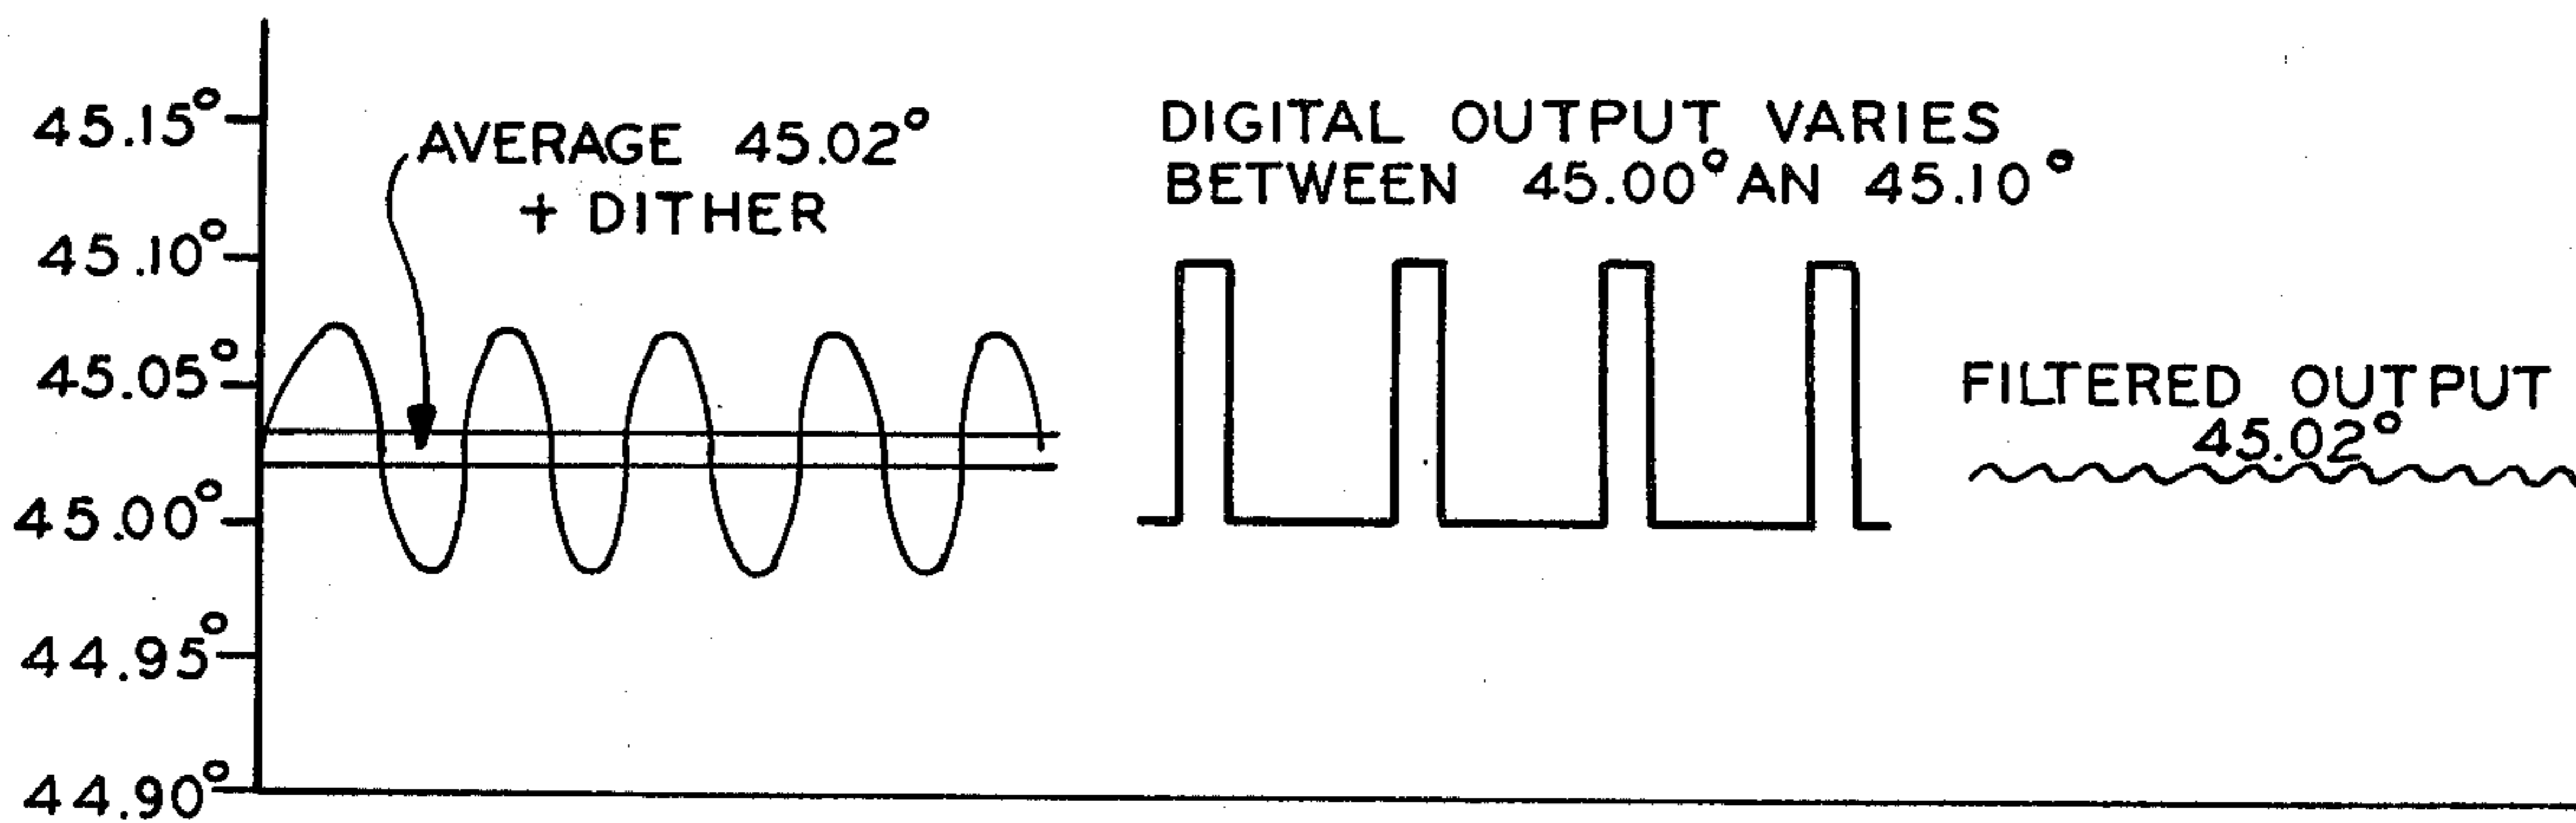 45.15°
45.10°
45.05°
45.00°
44.95°
44.90°
AVERAGE 45.02°
+ DITHER
DIGITAL OUTPUT VARIES
BETWEEN 45.00° AN 45.10°
FILTERED OUTPUT
45.02°